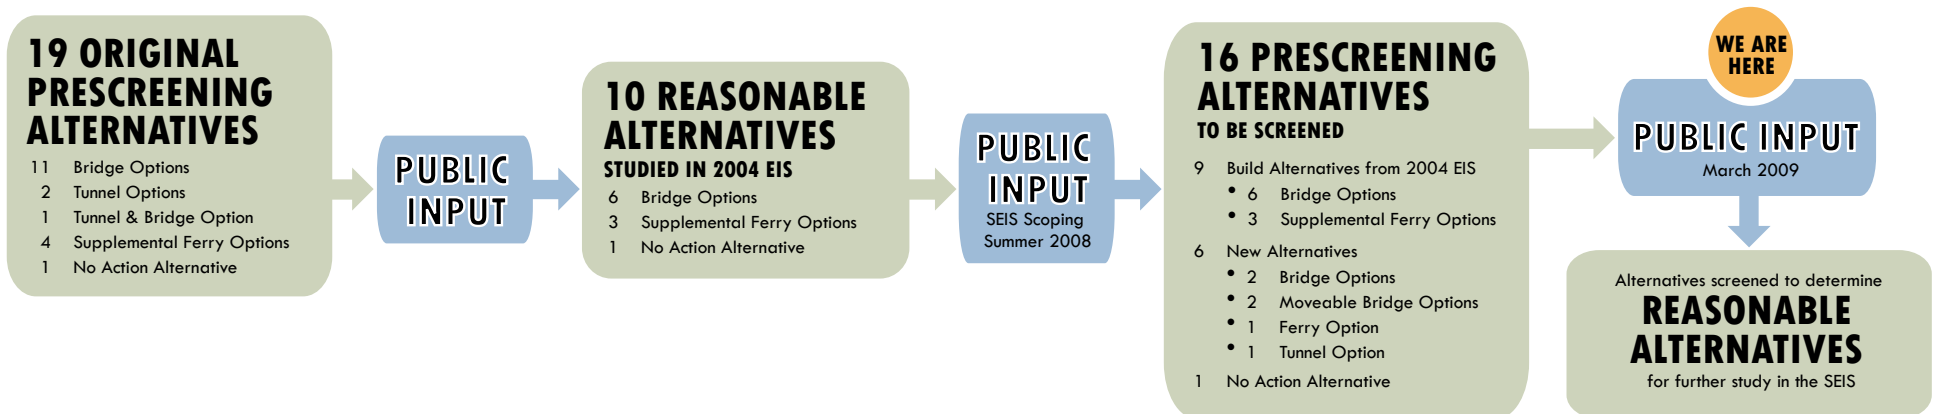 19 ORIGINAL
PRESCREENING
ALTERNATIVES
11 Bridge Options
2 Tunnel Options
1 Tunnel & Bridge Option
4 Supplemental Ferry Options
1 No Action Alternative
PUBLIC
INPUT
10 REASONABLE
ALTERNATIVES
STUDIED IN 2004 EIS
6 Bridge Options
3 Supplemental Ferry Options
1 No Action Alternative
PUBLIC
INPUT
SEIS Scoping
Summer 2008
16 PRESCREENING
ALTERNATIVES
TO BE SCREENED
9 Build Alternatives from 2004 EIS
• 6 Bridge Options
• 3 Supplemental Ferry Options
6 New Alternatives
• 2 Bridge Options
• 2 Moveable Bridge Options
• 1 Ferry Option
• 1 Tunnel Option
1 No Action Alternative
WE ARE
HERE
PUBLIC INPUT
March 2009
Alternatives screened to determine
REASONABLE
ALTERNATIVES
for further study in the SEIS